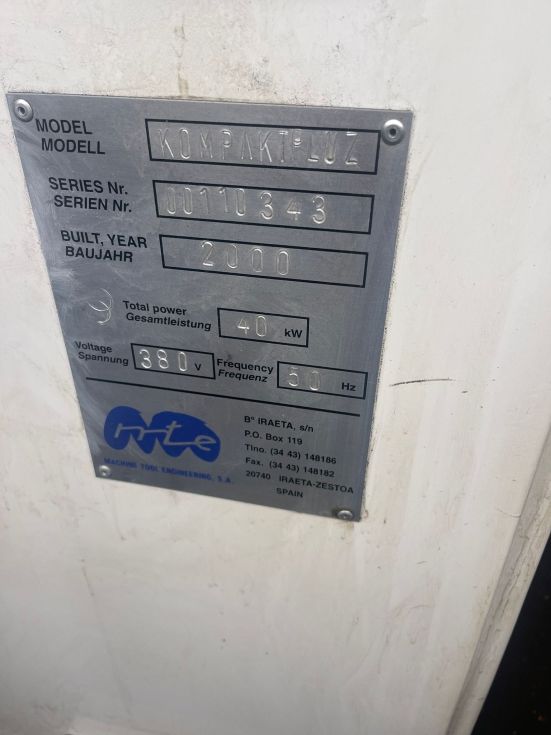 MODEL
MODELL
KOMPAKT-LUZ
SERIES Nr.
SERIEN Nr.
00110343
BUILT, YEAR
BAUJAHR
2000
Total power
Gesamtleistung
40 kW
Voltage
Spannung
380 v
Frequency
Frequenz
50 Hz
mte
MACHINE TOOL ENGINEERING, S.A.
Bº IRAETA, s/n
P.O. Box 119
Tlno. (34 43) 148186
Fax. (34 43) 148182
20740 IRAETA-ZESTOA
SPAIN